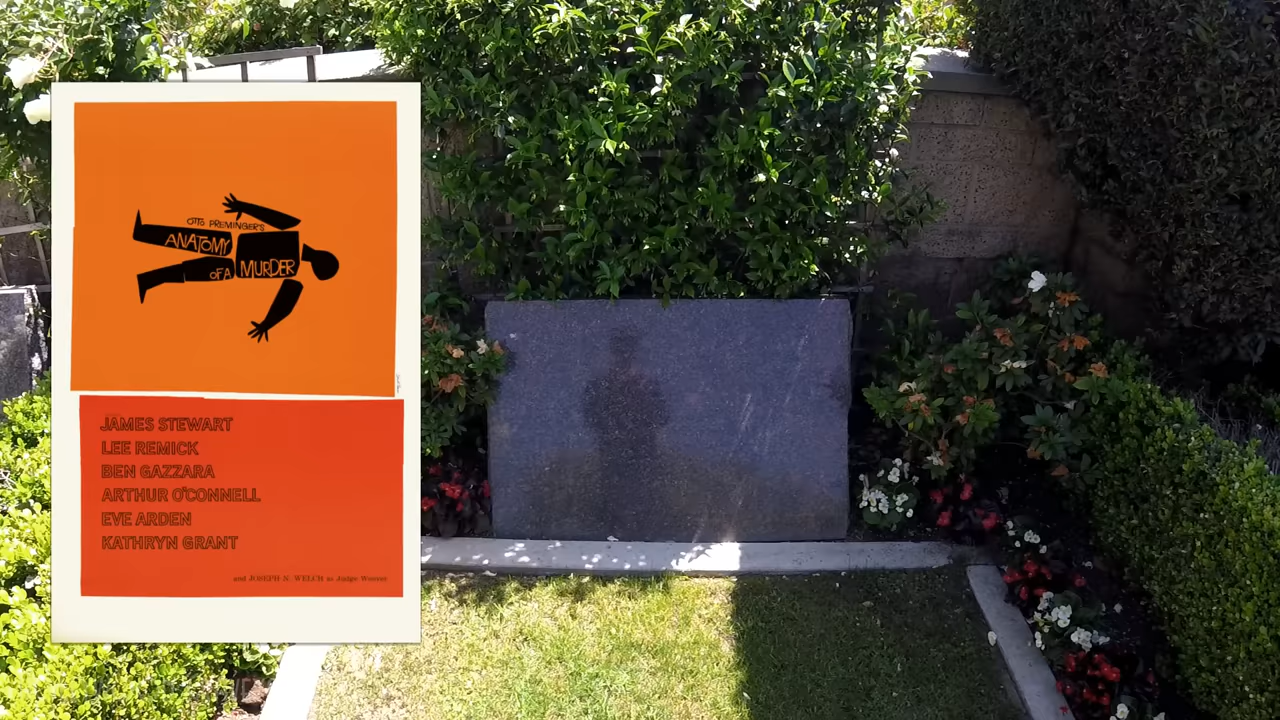 OTTO PREMINGER'S
ANATOMY
OF A MURDER
JAMES STEWART
LEE REMICK
BEN GAZZARA
ARTHUR O'CONNELL
EVE ARDEN
KATHRYN GRANT
and JOSEPH N. WELCH as Judge Weaver